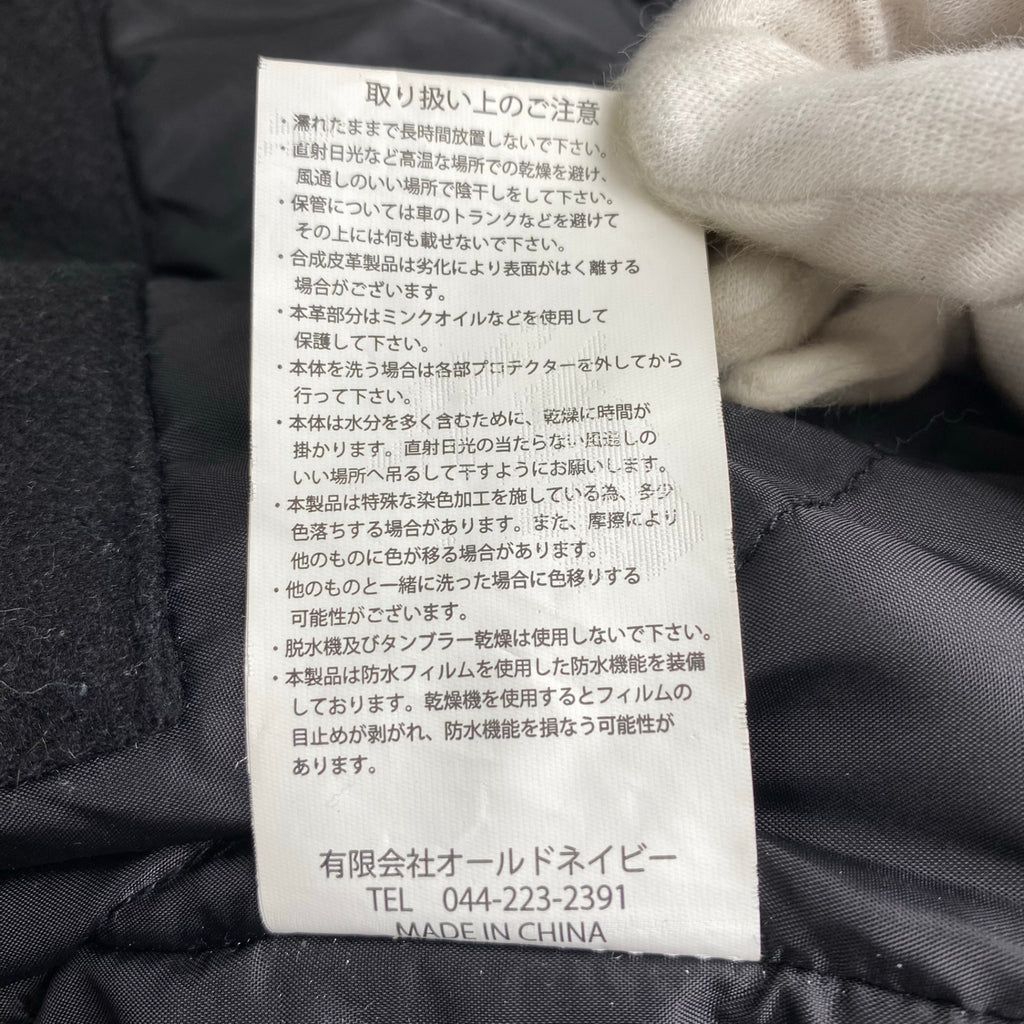 取り扱い上のご注意
・濡れたままで長時間放置しないで下さい。
・直射日光など高温な場所での乾燥を避け、
風通しのいい場所で陰干しをして下さい。
・保管については車のトランクなどを避けて
その上には何も載せないで下さい。
・合成皮革製品は劣化により表面がはく離する
場合がございます。
・本革部分はミンクオイルなどを使用して
保護して下さい。
・本体を洗う場合は各部プロテクターを外してから
行って下さい。
・本体は水分を多く含むために、乾燥に時間が
掛かります。直射日光の当たらない風通しの
いい場所へ吊るして干すようにお願いします。
・本製品は特殊な染色加工を施している為、多少
色落ちする場合があります。また、摩擦により
他のものに色が移る場合があります。
・他のものと一緒に洗った場合に色移りする
可能性がございます。
・脱水機及びタンブラー乾燥は使用しないで下さい。
・本製品は防水フィルムを使用した防水機能を装備
しております。乾燥機を使用するとフィルムの
目止めが剥がれ、防水機能を損なう可能性が
あります。
有限会社オールドネイビー
TEL 044-223-2391
MADE IN CHINA